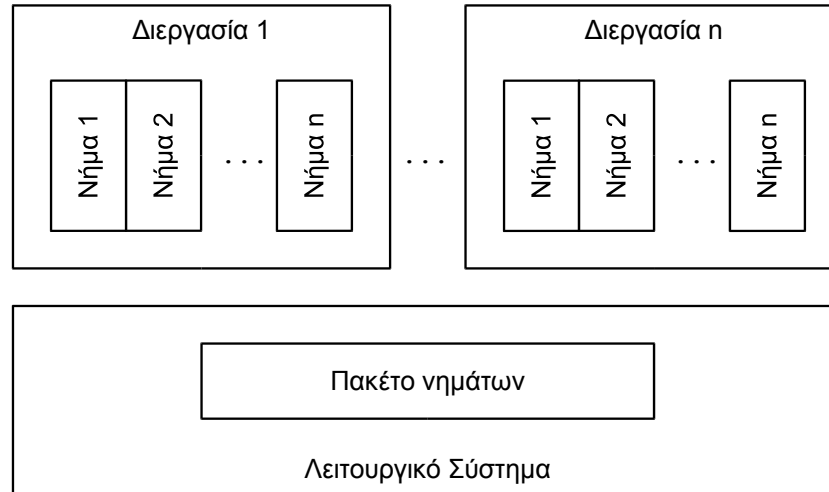 Διεργασία 1
Νήμα 1
Νήμα 2
. . .
Νήμα n
. . .
Διεργασία n
Νήμα 1
Νήμα 2
. . .
Νήμα n
Πακέτο νημάτων
Λειτουργικό Σύστημα